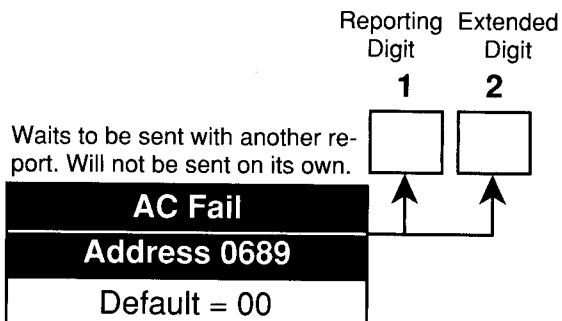 Reporting Extended
Digit Digit
1 2
Waits to be sent with another re-
port. Will not be sent on its own.
AC Fail
Address 0689
Default = 00